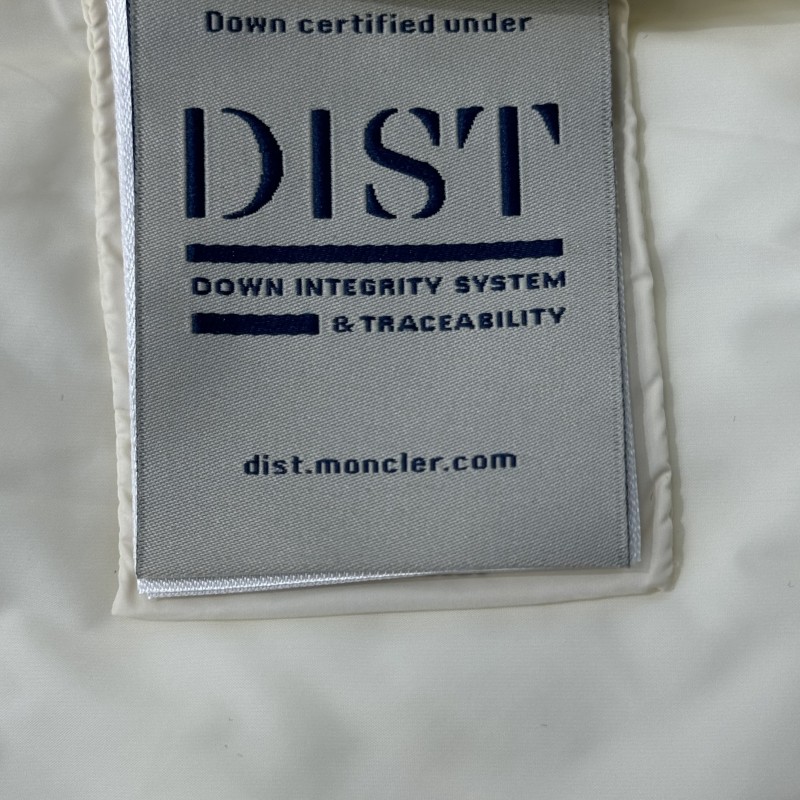 Down certified under
DIST
DOWN INTEGRITY SYSTEM
& TRACEABILITY
dist.moncler.com